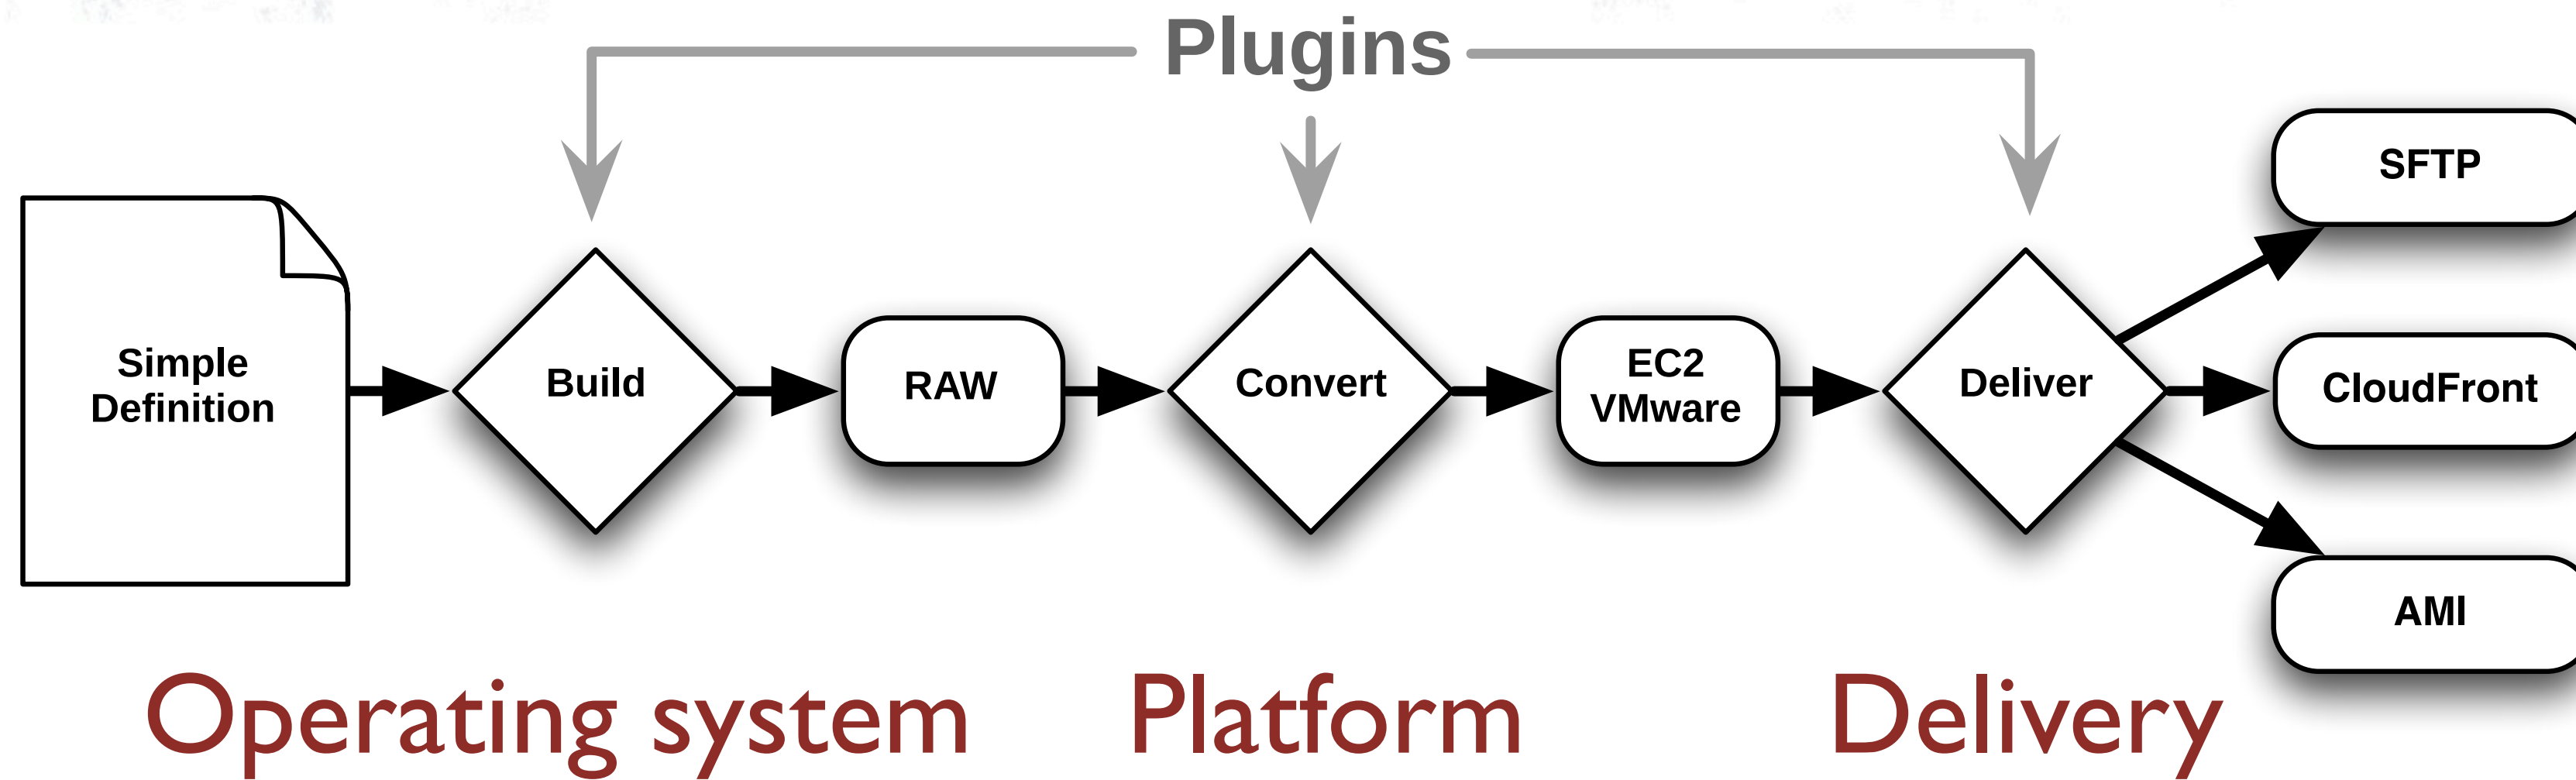 Plugins
Simple
Definition
Build
RAW
Convert
EC2
VMware
Deliver
SFTP
CloudFront
AMI
Operating system
Platform
Delivery